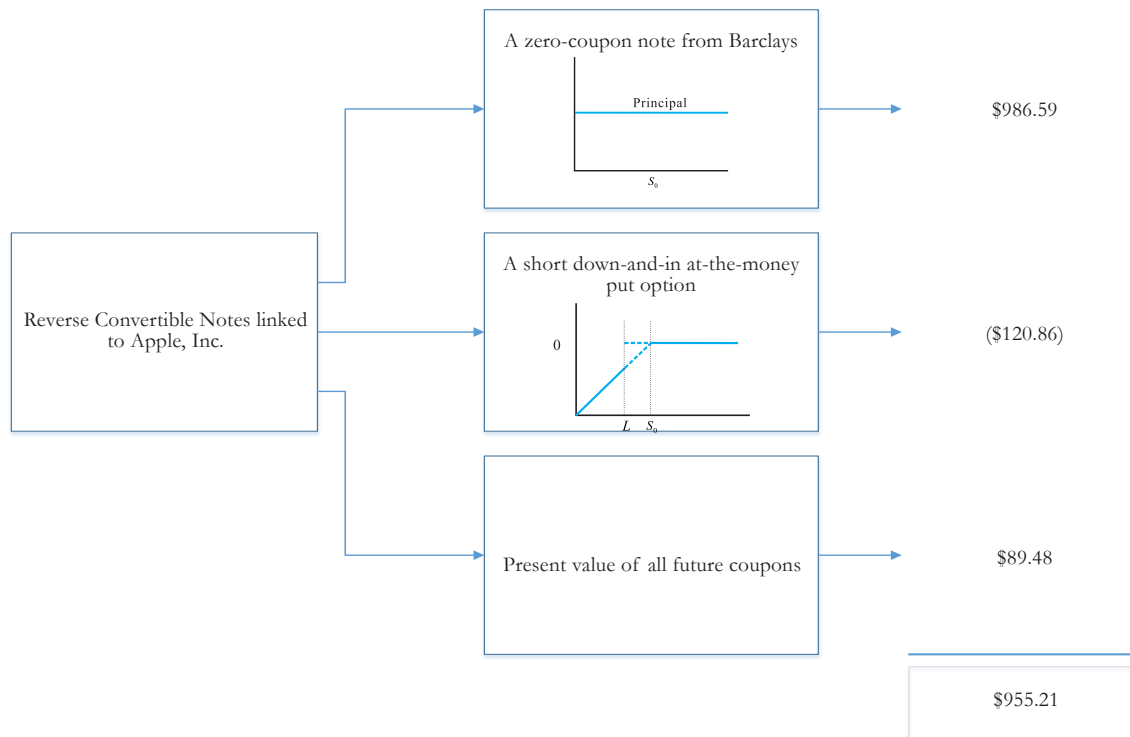 A zero-coupon note from Barclays
Principal
S₀
$986.59
Reverse Convertible Notes linked
to Apple, Inc.
A short down-and-in at-the-money
put option
0
L S₀
($120.86)
Present value of all future coupons
$89.48
$955.21